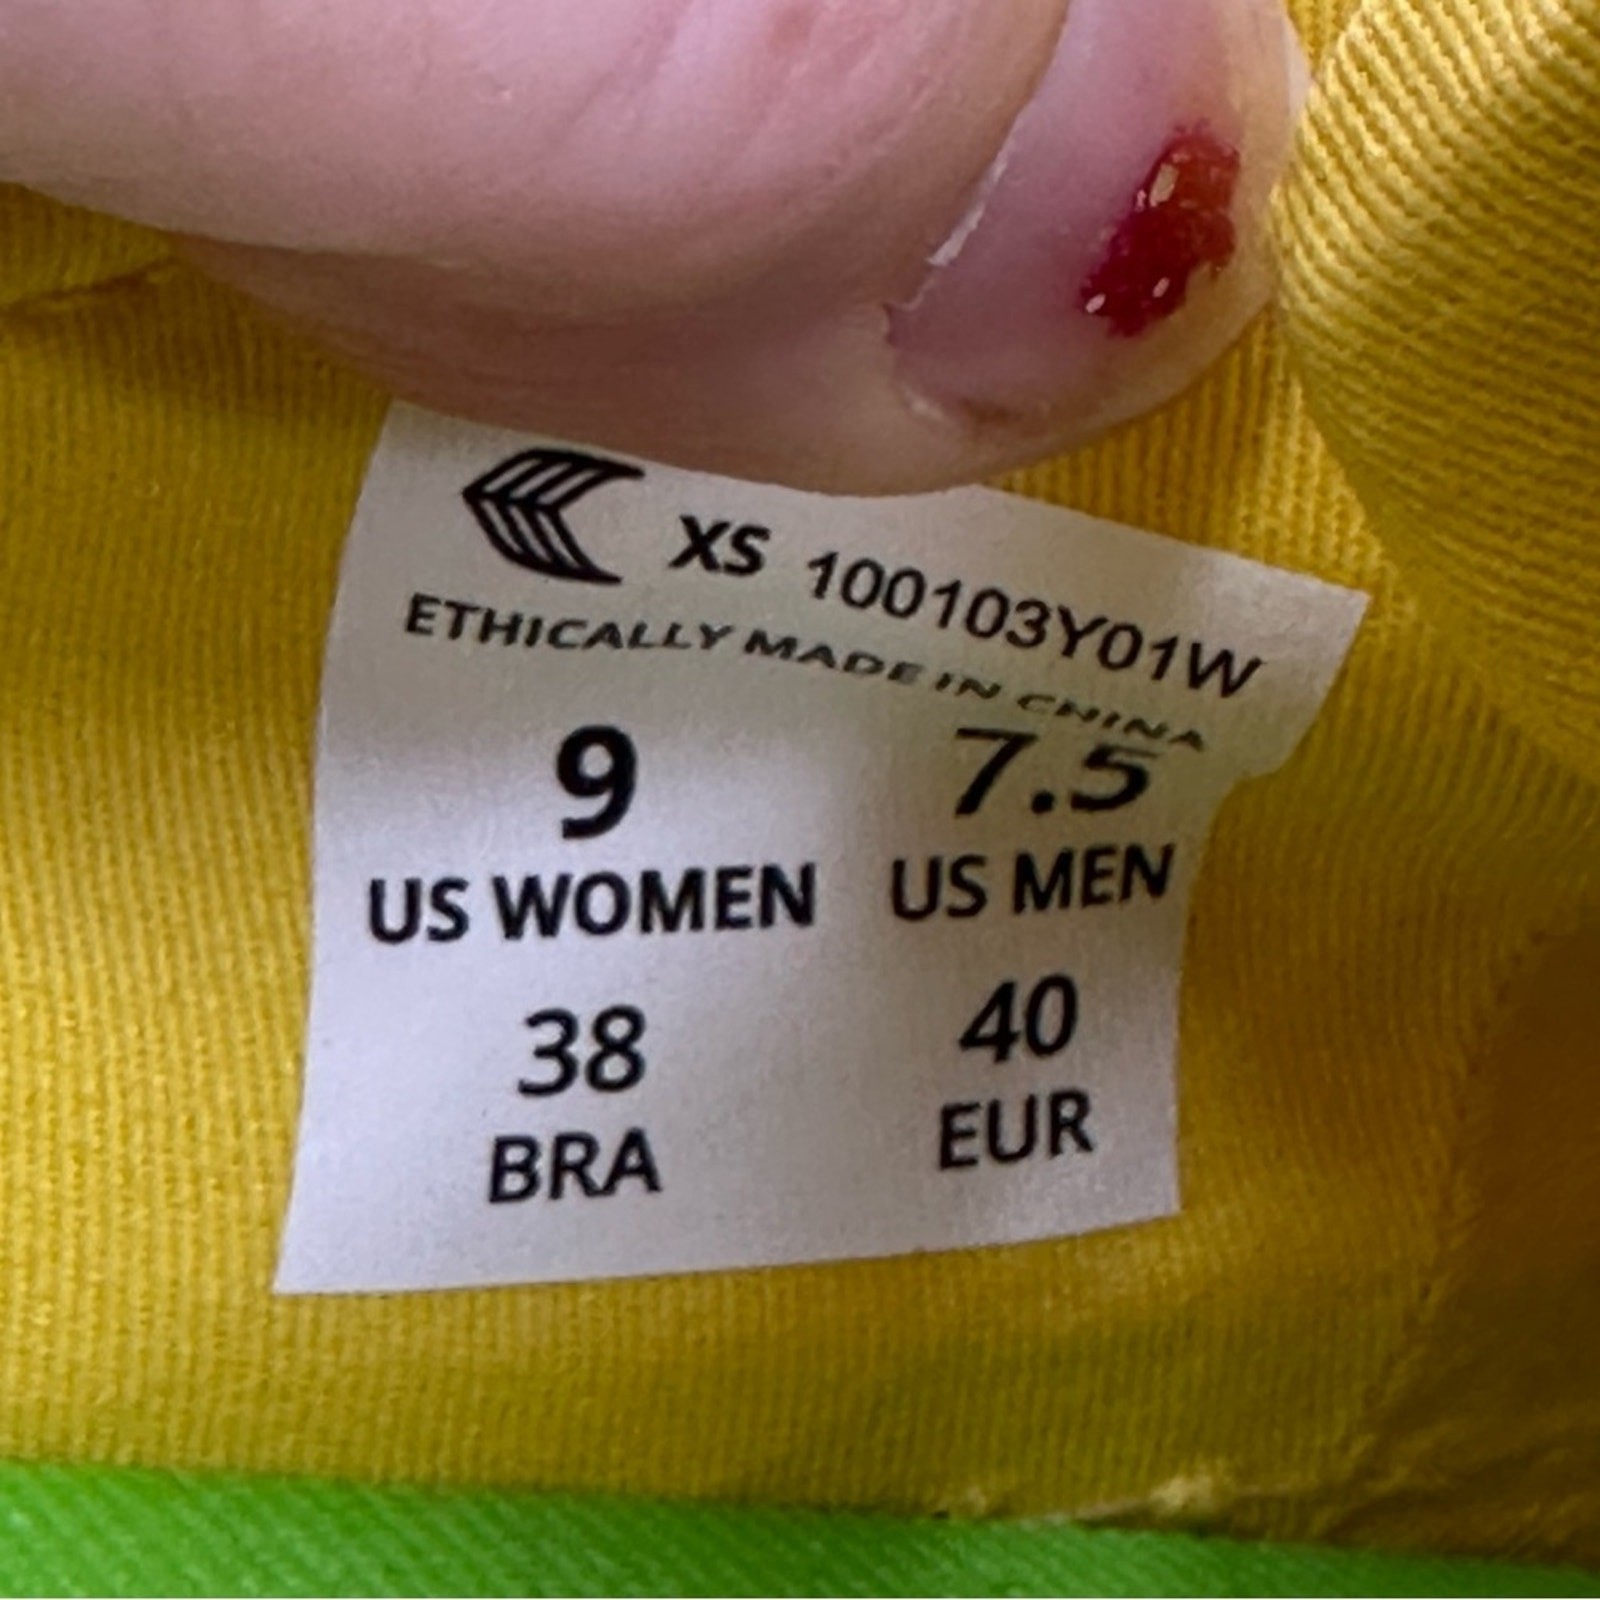 XS 100103Y01W
ETHICALLY MADE IN CHINA
9 7.5
US WOMEN US MEN
38 40
BRA EUR